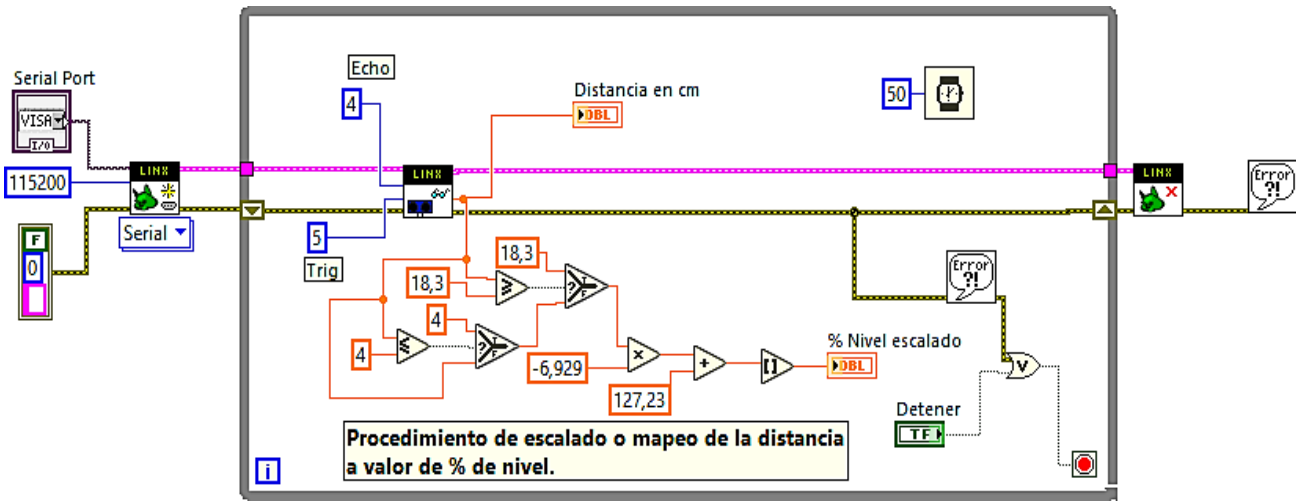 Serial Port
VISA
I/O
115200
F
0
LINX
Serial
Echo
4
5
Trig
LINX
Distancia en cm
DBL
50
LINX
Error
?!
18,3
18,3
≥
?
T
F
4
4
≤
?
T
F
-6,929
×
127,23
+
[ ]
% Nivel escalado
DBL
Error
?!
V
Detener
TF
Procedimiento de escalado o mapeo de la distancia
a valor de % de nivel.
i